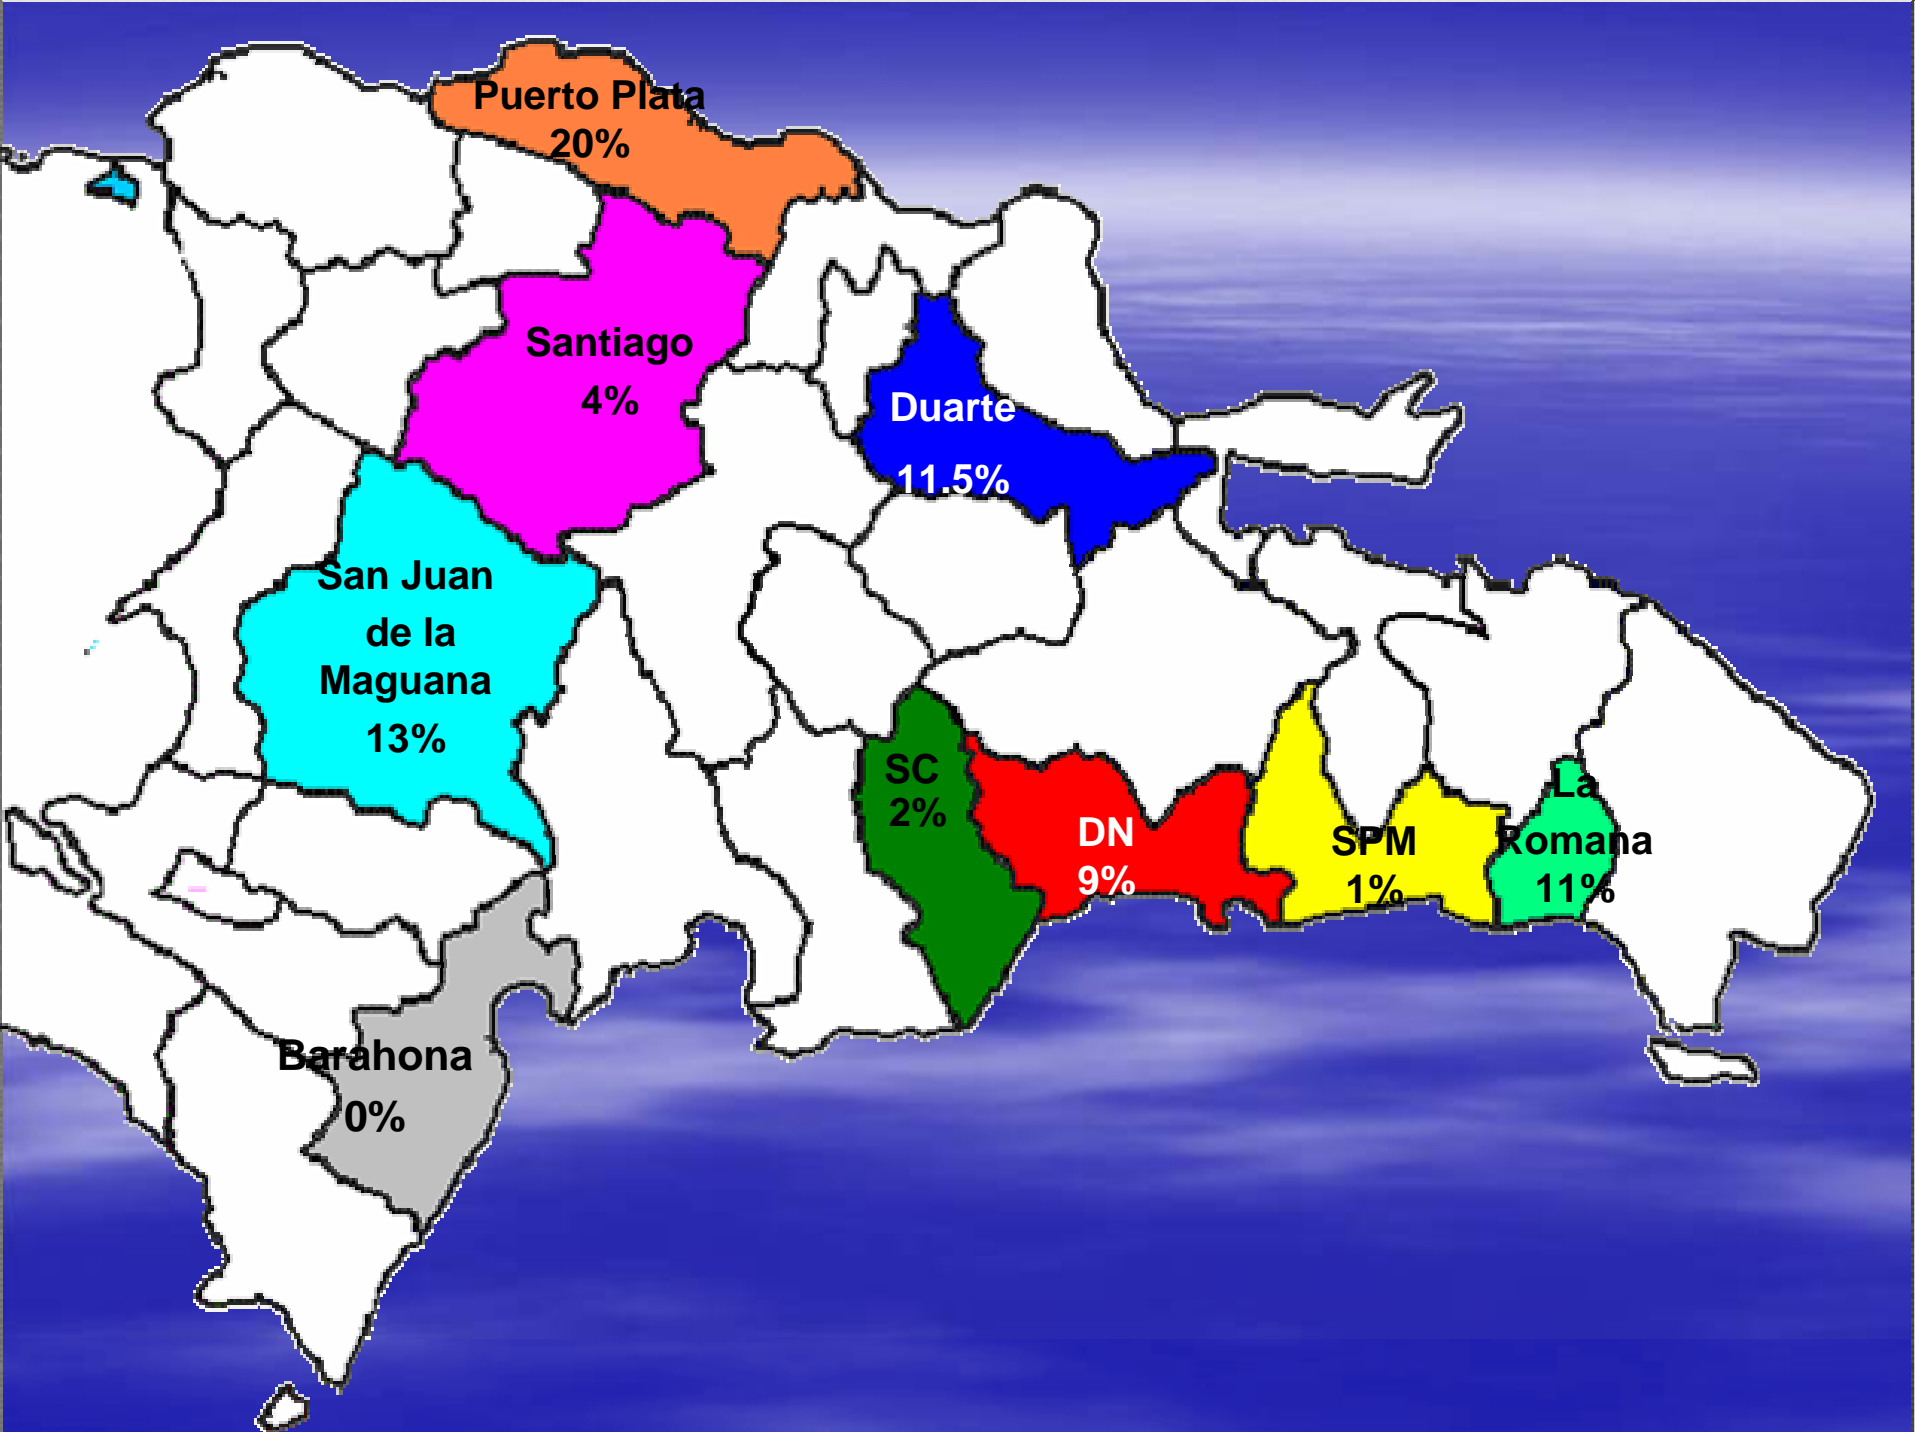 Puerto Plata
20%
Santiago
4%
Duarte
11.5%
San Juan
de la
Maguana
13%
SC
2%
DN
9%
SPM
1%
La
Romana
11%
Barahona
0%